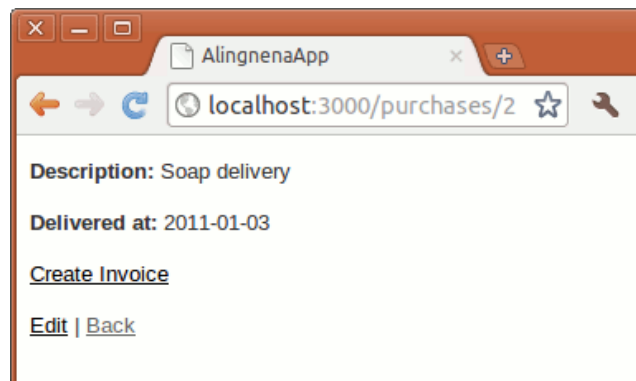 AlingnenaApp
localhost:3000/purchases/2
Description: Soap delivery
Delivered at: 2011-01-03
Create Invoice
Edit | Back